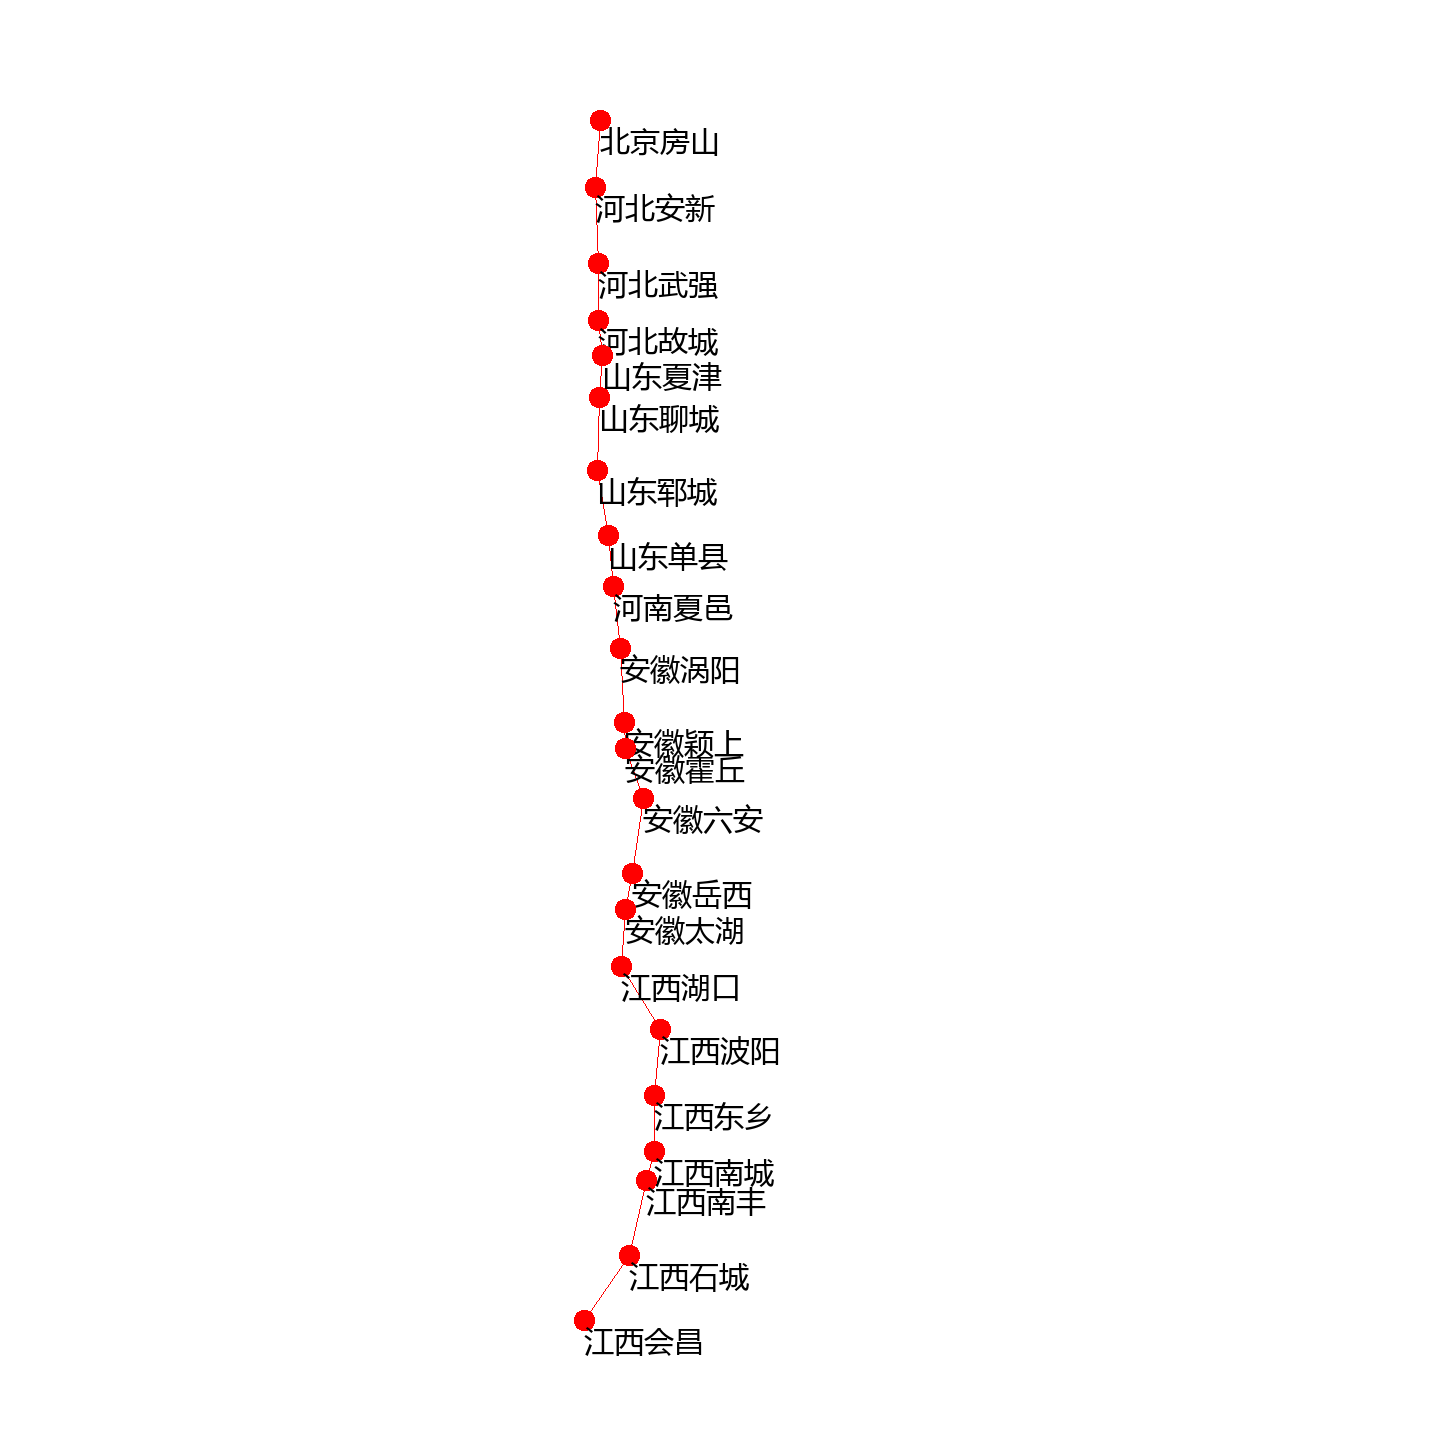 北京房山
河北安新
河北武强
河北故城
山东夏津
山东聊城
山东郓城
山东单县
河南夏邑
安徽涡阳
安徽颖上
安徽霍丘
安徽六安
安徽岳西
安徽太湖
江西湖口
江西波阳
江西东乡
江西南城
江西南丰
江西石城
江西会昌